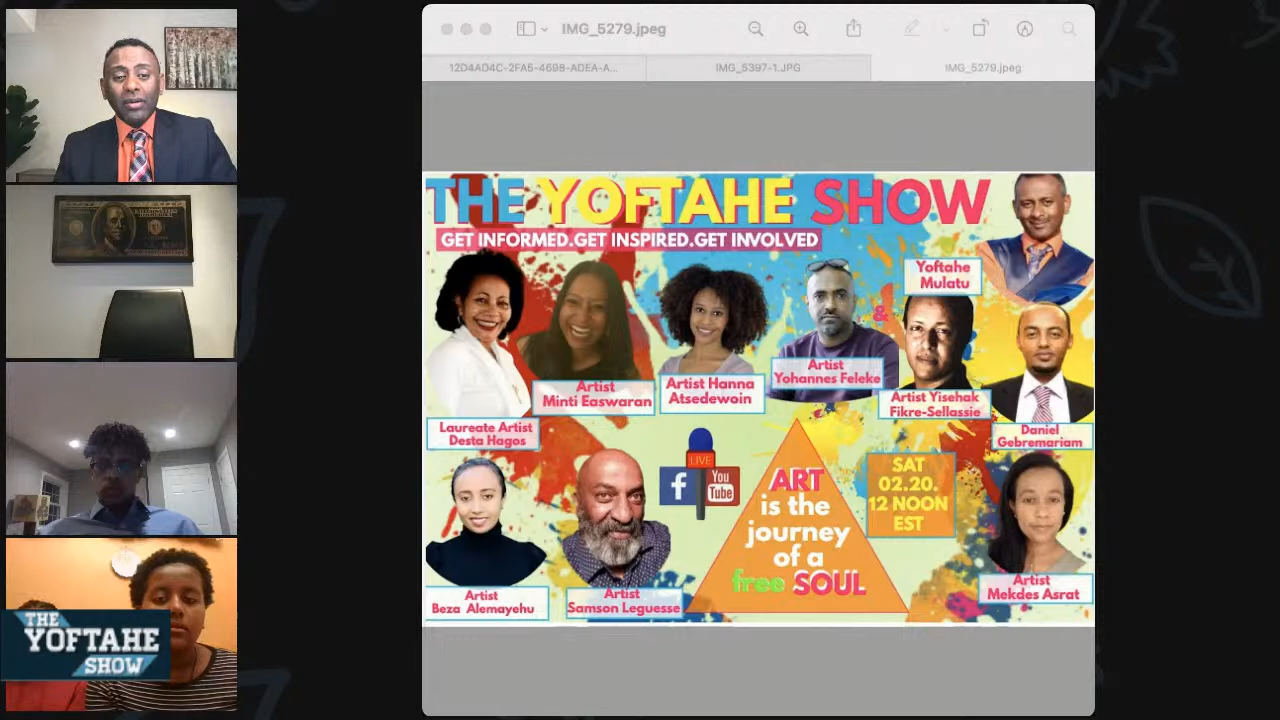 IMG_5279.jpeg
12D4AD4C-2FA5-4698-ADEA-A...
IMG_5397-1.JPG
IMG_5279.jpeg
THE YOFTAHE SHOW
GET INFORMED.GET INSPIRED.GET INVOLVED
Yoftahe
Mulatu
&
Artist
Minti Easwaran
Artist Hanna
Atsedewoin
Artist
Yohannes Feleke
Artist Yisehak
Fikre-Sellassie
Laureate Artist
Desta Hagos
Daniel
Gebremariam
LIVE
f
You
Tube
ART
is the
journey
of a
free SOUL
SAT
02.20.
12 NOON
EST
Artist
Beza Alemayehu
Artist
Samson Leguesse
Artist
Mekdes Asrat
THE
YOFTAHE
SHOW